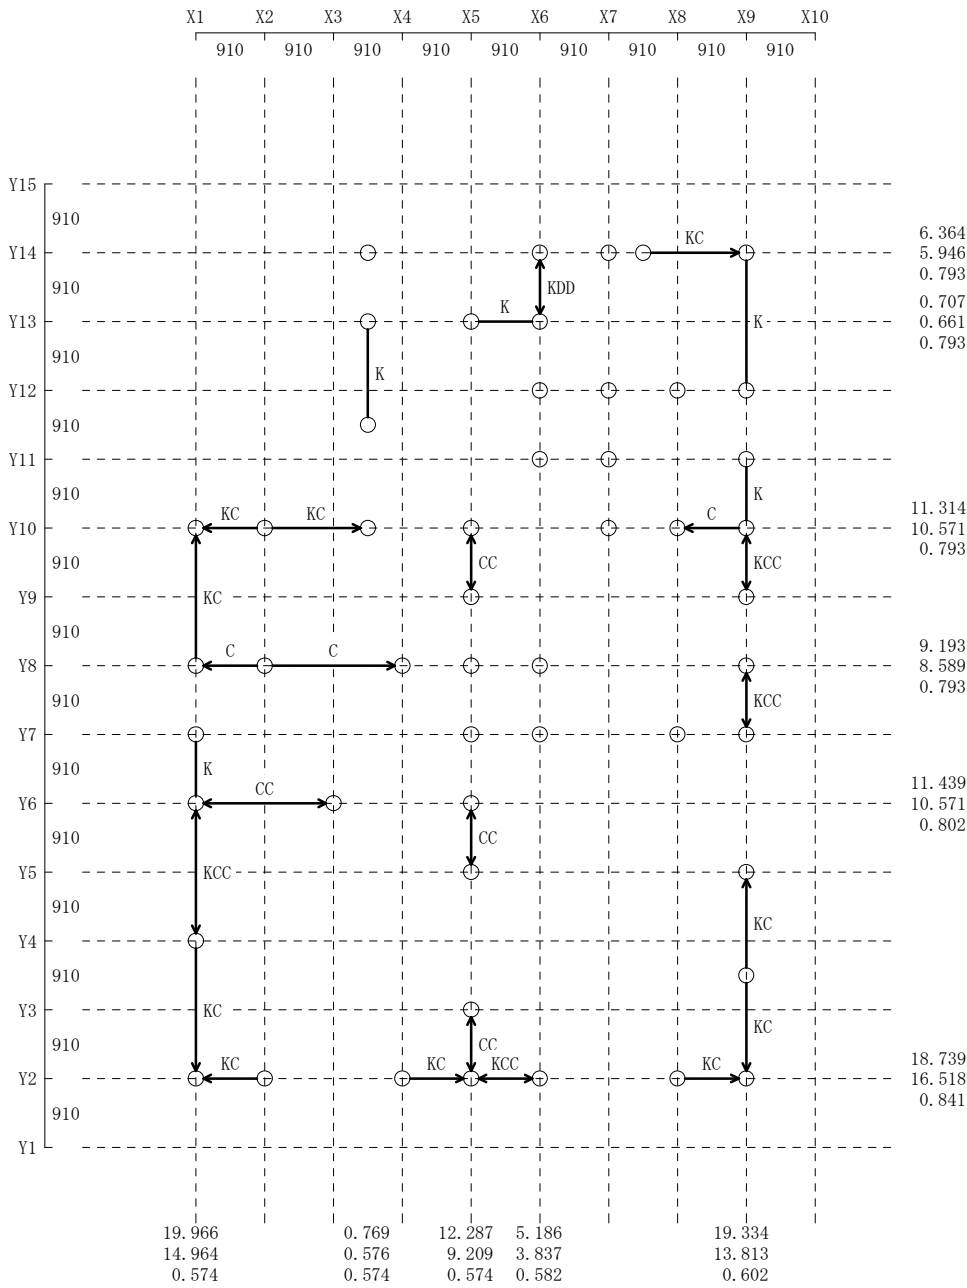 X1 X2 X3 X4 X5 X6 X7 X8 X9 X10
910 910 910 910 910 910 910 910 910
Y15
910
KC
6.364
Y14
5.946
0.793
910
KDD
0.707
K
Y13
K
0.661
0.793
910
K
Y12
910
Y11
910
K
11.314
KC KC C
Y10
10.571
0.793
910
CC KCC
Y9
KC
910
9.193
C C
Y8
8.589
0.793
910
KCC
Y7
910
K
11.439
CC
Y6
10.571
0.802
910
CC
Y5
KCC
910
KC
Y4
910
Y3
KC
KC
910
CC
18.739
KC KC KCC KC
Y2
16.518
0.841
910
Y1
19.966 0.769 12.287 5.186 19.334
14.964 0.576 9.209 3.837 13.813
0.574 0.574 0.574 0.582 0.602